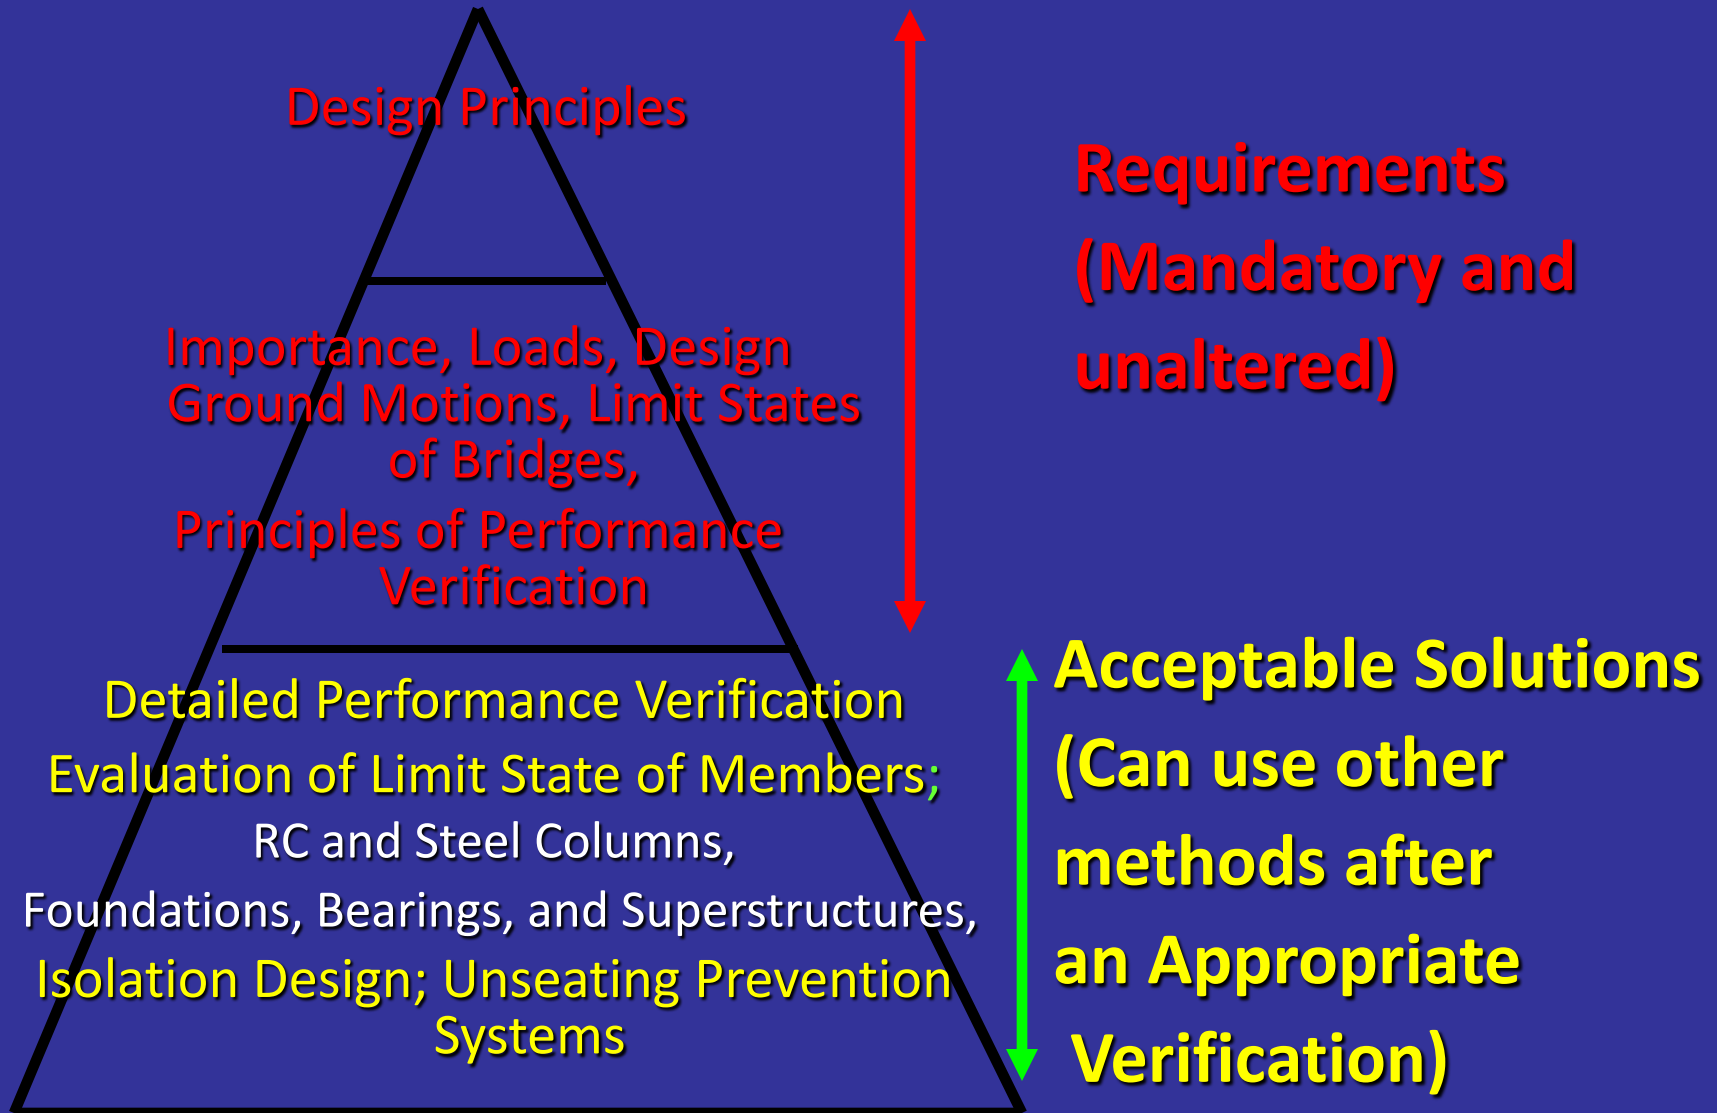 Design Principles
Importance, Loads, Design
Ground Motions, Limit States
of Bridges,
Principles of Performance
Verification
Detailed Performance Verification
Evaluation of Limit State of Members;
RC and Steel Columns,
Foundations, Bearings, and Superstructures,
Isolation Design; Unseating Prevention
Systems
Requirements
(Mandatory and
unaltered)
Acceptable Solutions
(Can use other
methods after
an Appropriate
Verification)